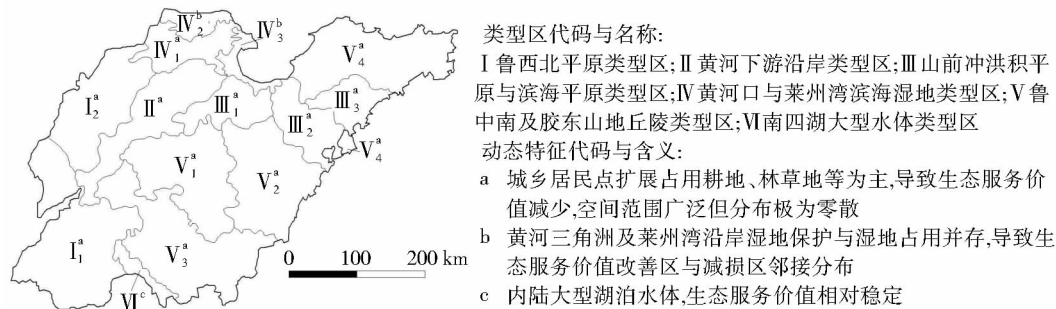 Ⅳ₂ᵇ
Ⅳ₃ᵇ
Ⅳ₁ᵃ
Ⅴ₄ᵃ
Ⅰ₂ᵃ
Ⅱᵃ
Ⅲ₁ᵃ
Ⅲ₃ᵃ
Ⅲ₂ᵃ
Ⅴ₄ᵃ
Ⅴ₁ᵃ
Ⅴ₂ᵃ
Ⅰ₁ᵃ
Ⅴ₃ᵃ
Ⅵᶜ
0 100 200 km
类型区代码与名称:
Ⅰ鲁西北平原类型区;Ⅱ黄河下游沿岸类型区;Ⅲ山前冲洪积平
原与滨海平原类型区;Ⅳ黄河口与莱州湾滨海湿地类型区;Ⅴ鲁
中南及胶东山地丘陵类型区;Ⅵ南四湖大型水体类型区
动态特征代码与含义:
a 城乡居民点扩展占用耕地、林草地等为主,导致生态服务价
值减少,空间范围广泛但分布极为零散
b 黄河三角洲及莱州湾沿岸湿地保护与湿地占用并存,导致生
态服务价值改善区与减损区邻接分布
c 内陆大型湖泊水体,生态服务价值相对稳定